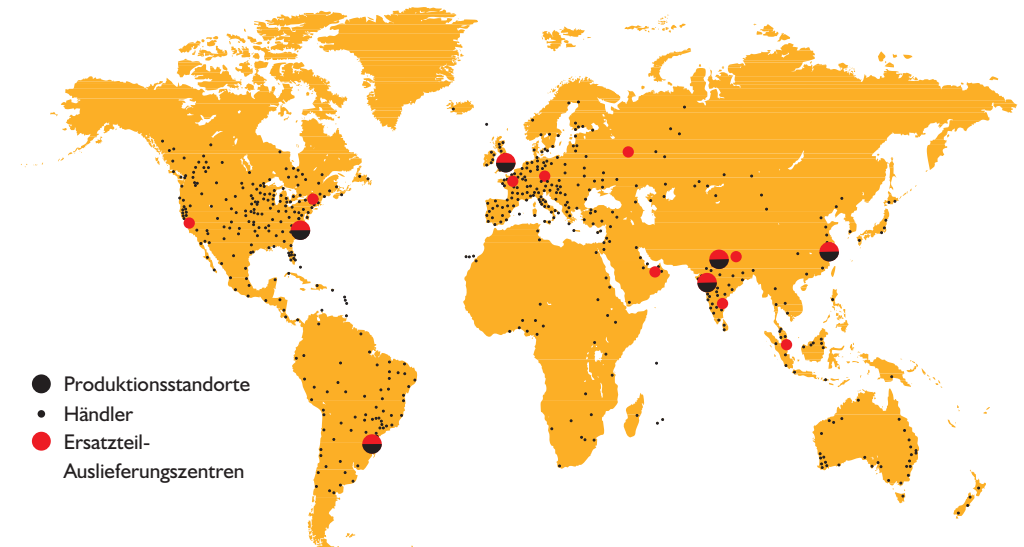 Produktionsstandorte
Händler
Ersatzteil-
Auslieferungszentren